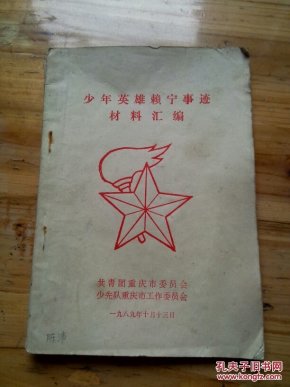 少年英雄赖宁事迹
材料汇编
共青团重庆市委员会
少先队重庆市工作委员会
一九八九年十月十三日
孔夫子旧书网